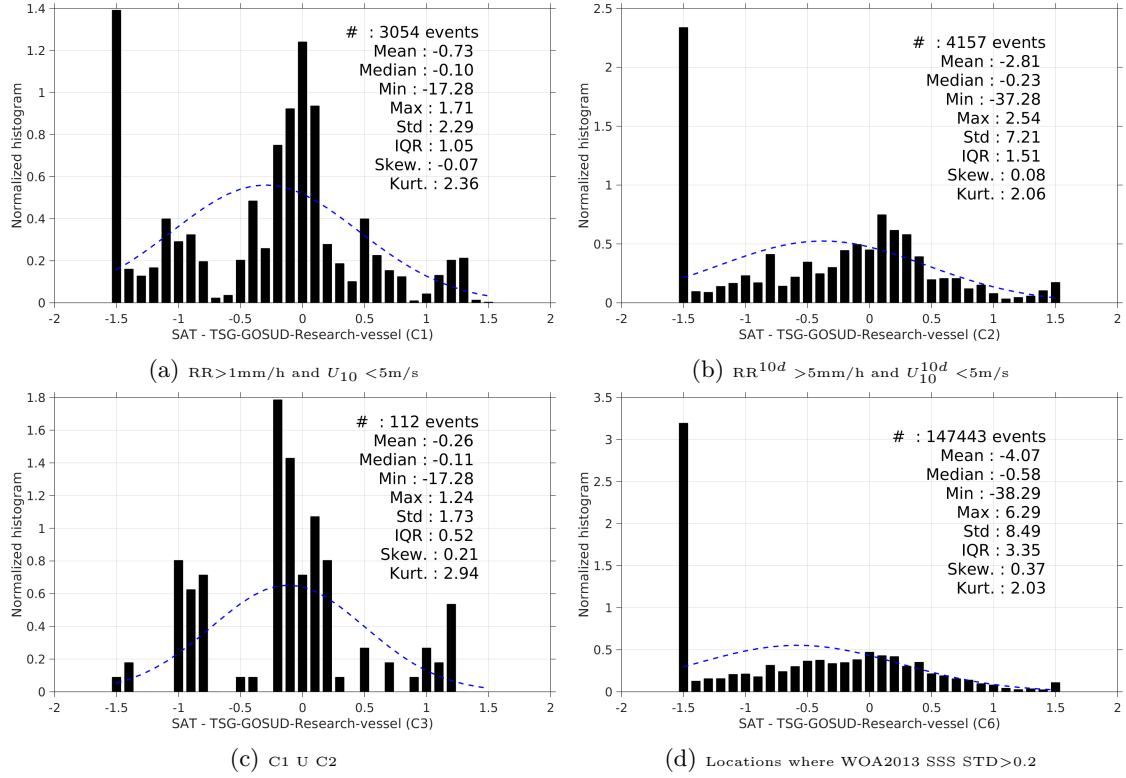 1.4
1.2
1
0.8
0.6
0.4
0.2
0
Normalized histogram
# : 3054 events
Mean : -0.73
Median : -0.10
Min : -17.28
Max : 1.71
Std : 2.29
IQR : 1.05
Skew. : -0.07
Kurt. : 2.36
-2 -1.5 -1 -0.5 0 0.5 1 1.5 2
SAT - TSG-GOSUD-Research-vessel (C1)
(a) RR>1mm/h and U10 <5m/s
2.5
2
1.5
1
0.5
0
Normalized histogram
# : 4157 events
Mean : -2.81
Median : -0.23
Min : -37.28
Max : 2.54
Std : 7.21
IQR : 1.51
Skew. : 0.08
Kurt. : 2.06
-2 -1.5 -1 -0.5 0 0.5 1 1.5 2
SAT - TSG-GOSUD-Research-vessel (C2)
(b) RR^10d >5mm/h and U10^10d <5m/s
1.8
1.6
1.4
1.2
1
0.8
0.6
0.4
0.2
0
Normalized histogram
# : 112 events
Mean : -0.26
Median : -0.11
Min : -17.28
Max : 1.24
Std : 1.73
IQR : 0.52
Skew. : 0.21
Kurt. : 2.94
-2 -1.5 -1 -0.5 0 0.5 1 1.5 2
SAT - TSG-GOSUD-Research-vessel (C3)
(c) C1 U C2
3.5
3
2.5
2
1.5
1
0.5
0
Normalized histogram
# : 147443 events
Mean : -4.07
Median : -0.58
Min : -38.29
Max : 6.29
Std : 8.49
IQR : 3.35
Skew. : 0.37
Kurt. : 2.03
-2 -1.5 -1 -0.5 0 0.5 1 1.5 2
SAT - TSG-GOSUD-Research-vessel (C6)
(d) Locations where WOA2013 SSS STD>0.2